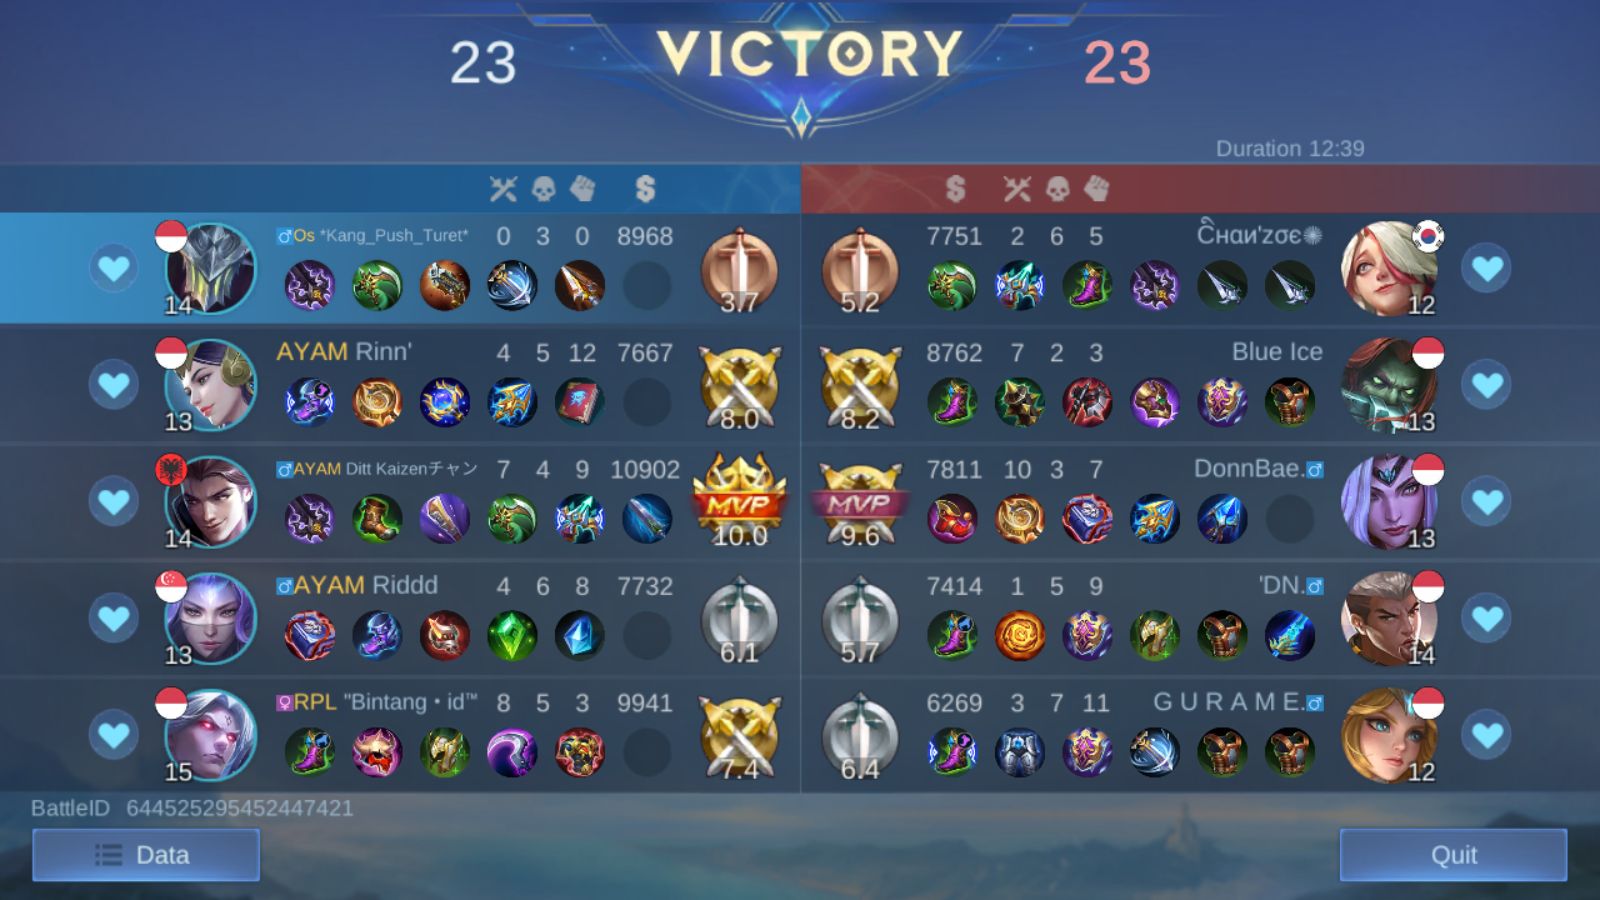 23 VICTORY 23
Duration 12:39
Os *Kang_Push_Turet* 0 3 0 8968 3.7
14
5.2 7751 2 6 5
12
AYAM Rinn' 4 5 12 7667 8.0
13
8.2 8762 7 2 3 Blue Ice
13
AYAM Ditt Kaizenチャン 7 4 9 10902 MVP 10.0
14
MVP 9.6 7811 10 3 7 DonnBae.
13
AYAM Riddd 4 6 8 7732 6.1
13
5.7 7414 1 5 9 'DN.
14
RPL "Bintang・id™ 8 5 3 9941 7.4
15
6.4 6269 3 7 11 G U R A M E.
12
BattleID 644525295452447421
Data
Quit